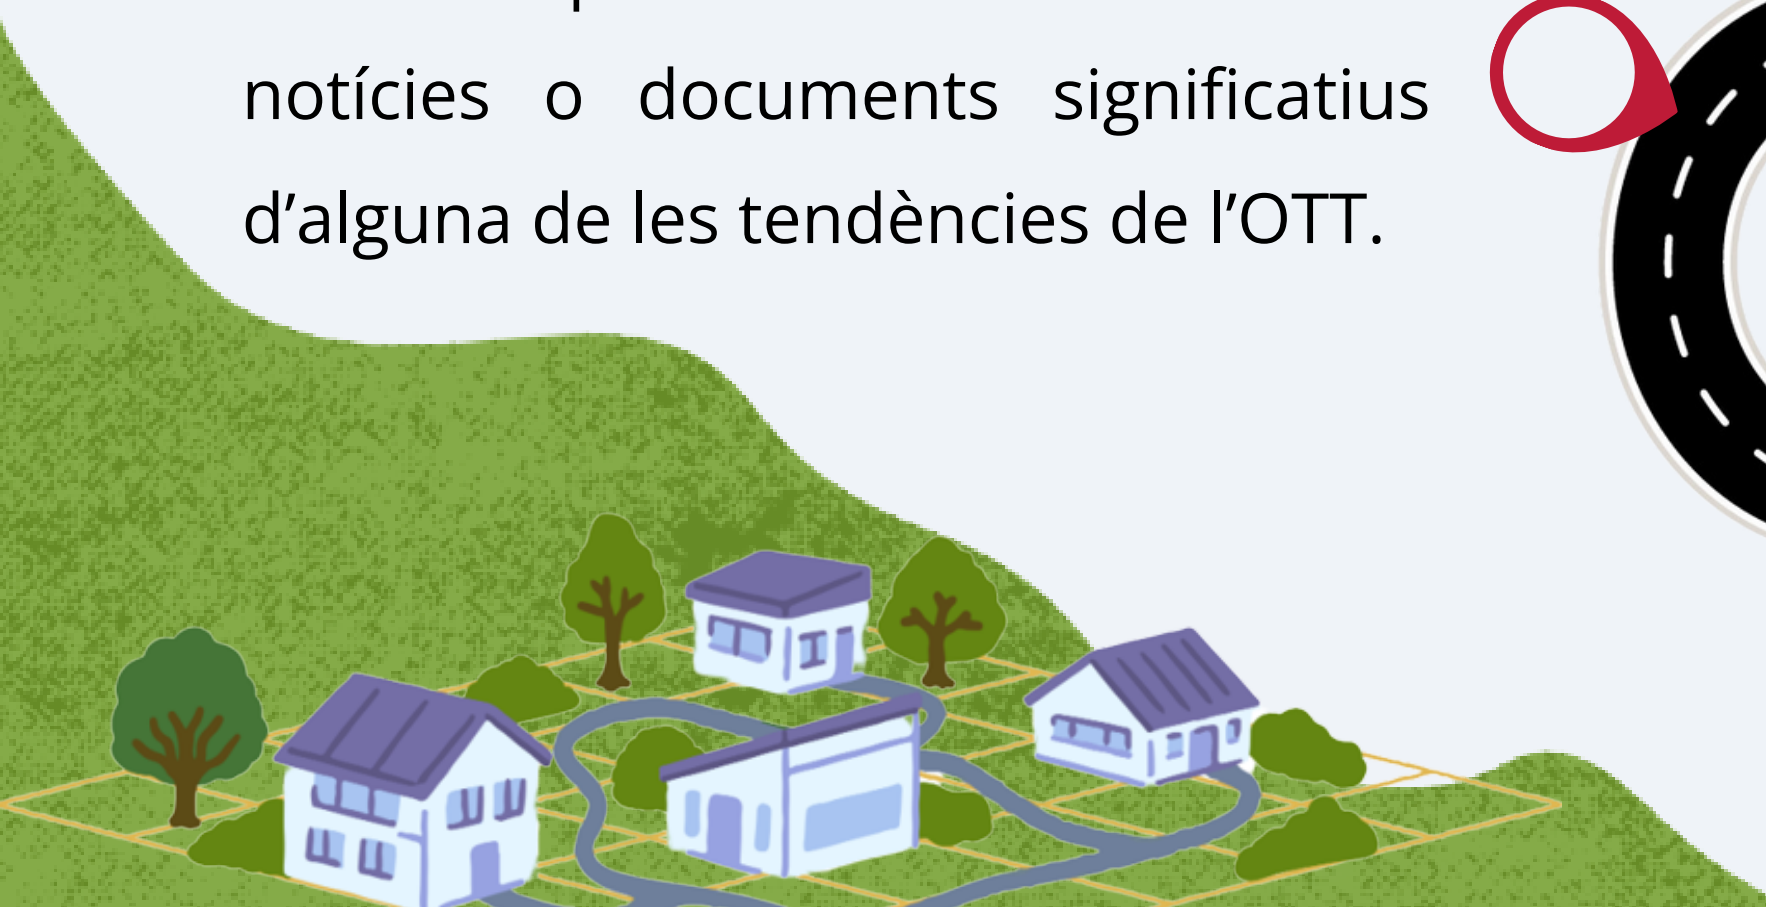 notícies o documents significatius
d’alguna de les tendències de l’OTT.